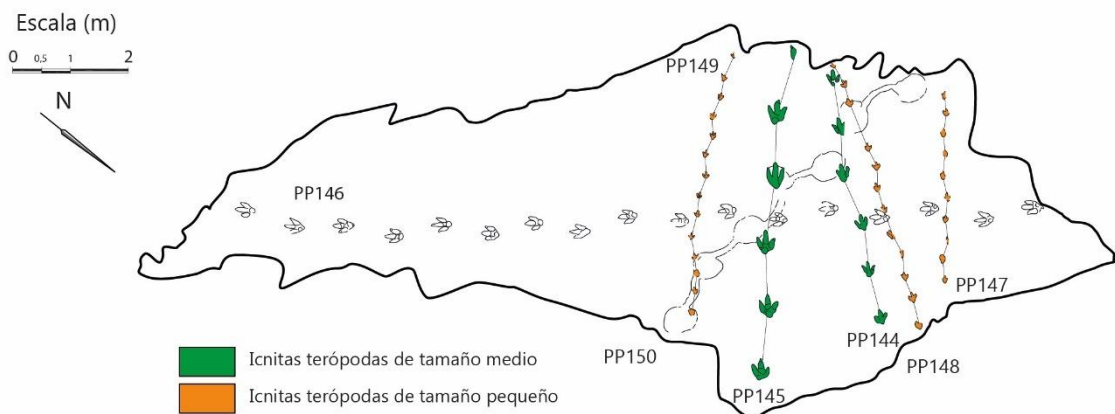 Escala (m)
0 0,5 1 2
N
PP149
PP146
PP147
PP144
PP150
PP148
PP145
Icnitas terópodas de tamaño medio
Icnitas terópodas de tamaño pequeño